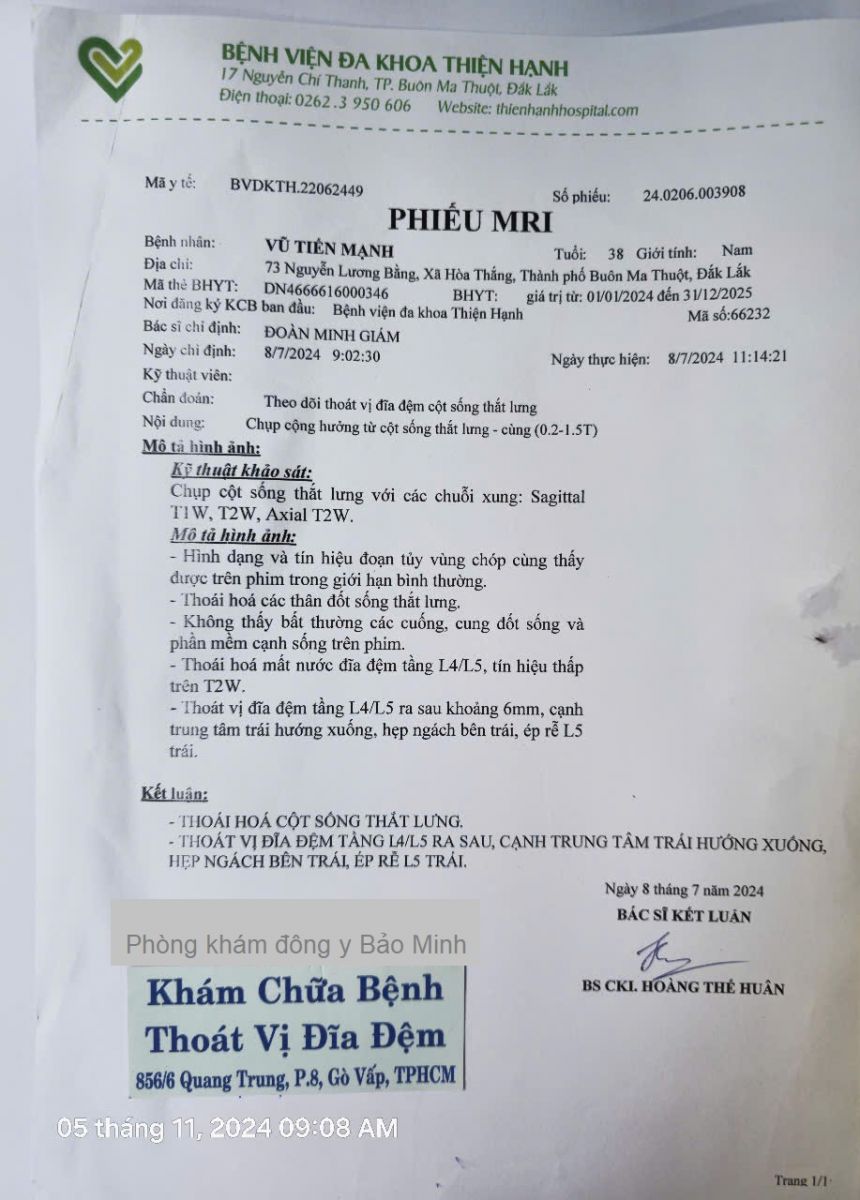 BỆNH VIỆN ĐA KHOA THIỆN HẠNH
17 Nguyễn Chí Thanh, TP. Buôn Ma Thuột, Đắk Lắk
Điện thoại: 0262.3 950 606 Website: thienhanhhospital.com
Mã y tế: BVDKTH.22062449 Số phiếu: 24.0206.003908
PHIẾU MRI
Bệnh nhân: VŨ TIẾN MẠNH Tuổi: 38 Giới tính: Nam
Địa chỉ: 73 Nguyễn Lương Bằng, Xã Hòa Thắng, Thành phố Buôn Ma Thuột, Đắk Lắk
Mã thẻ BHYT: DN4666616000346 BHYT: giá trị từ: 01/01/2024 đến 31/12/2025
Nơi đăng ký KCB ban đầu: Bệnh viện đa khoa Thiện Hạnh Mã số:66232
Bác sĩ chỉ định: ĐOÀN MINH GIÁM
Ngày chỉ định: 8/7/2024 9:02:30 Ngày thực hiện: 8/7/2024 11:14:21
Kỹ thuật viên:
Chẩn đoán: Theo dõi thoát vị đĩa đệm cột sống thắt lưng
Nội dung: Chụp cộng hưởng từ cột sống thắt lưng - cùng (0.2-1.5T)
Mô tả hình ảnh:
Kỹ thuật khảo sát:
Chụp cột sống thắt lưng với các chuỗi xung: Sagittal
T1W, T2W, Axial T2W.
Mô tả hình ảnh:
- Hình dạng và tín hiệu đoạn tủy vùng chóp cùng thấy
được trên phim trong giới hạn bình thường.
- Thoái hoá các thân đốt sống thắt lưng.
- Không thấy bất thường các cuống, cung đốt sống và
phần mềm cạnh sống trên phim.
- Thoái hoá mất nước đĩa đệm tầng L4/L5, tín hiệu thấp
trên T2W.
- Thoát vị đĩa đệm tầng L4/L5 ra sau khoảng 6mm, cạnh
trung tâm trái hướng xuống, hẹp ngách bên trái, ép rễ L5
trái.
Kết luận:
- THOÁI HOÁ CỘT SỐNG THẮT LƯNG.
- THOÁT VỊ ĐĨA ĐỆM TẦNG L4/L5 RA SAU, CẠNH TRUNG TÂM TRÁI HƯỚNG XUỐNG,
HẸP NGÁCH BÊN TRÁI, ÉP RỄ L5 TRÁI.
Ngày 8 tháng 7 năm 2024
BÁC SĨ KẾT LUẬN
BS CKI. HOÀNG THẾ HUÂN
Phòng khám đông y Bảo Minh
Khám Chữa Bệnh
Thoát Vị Đĩa Đệm
856/6 Quang Trung, P.8, Gò Vấp, TPHCM
05 tháng 11, 2024 09:08 AM
Trang 1/1